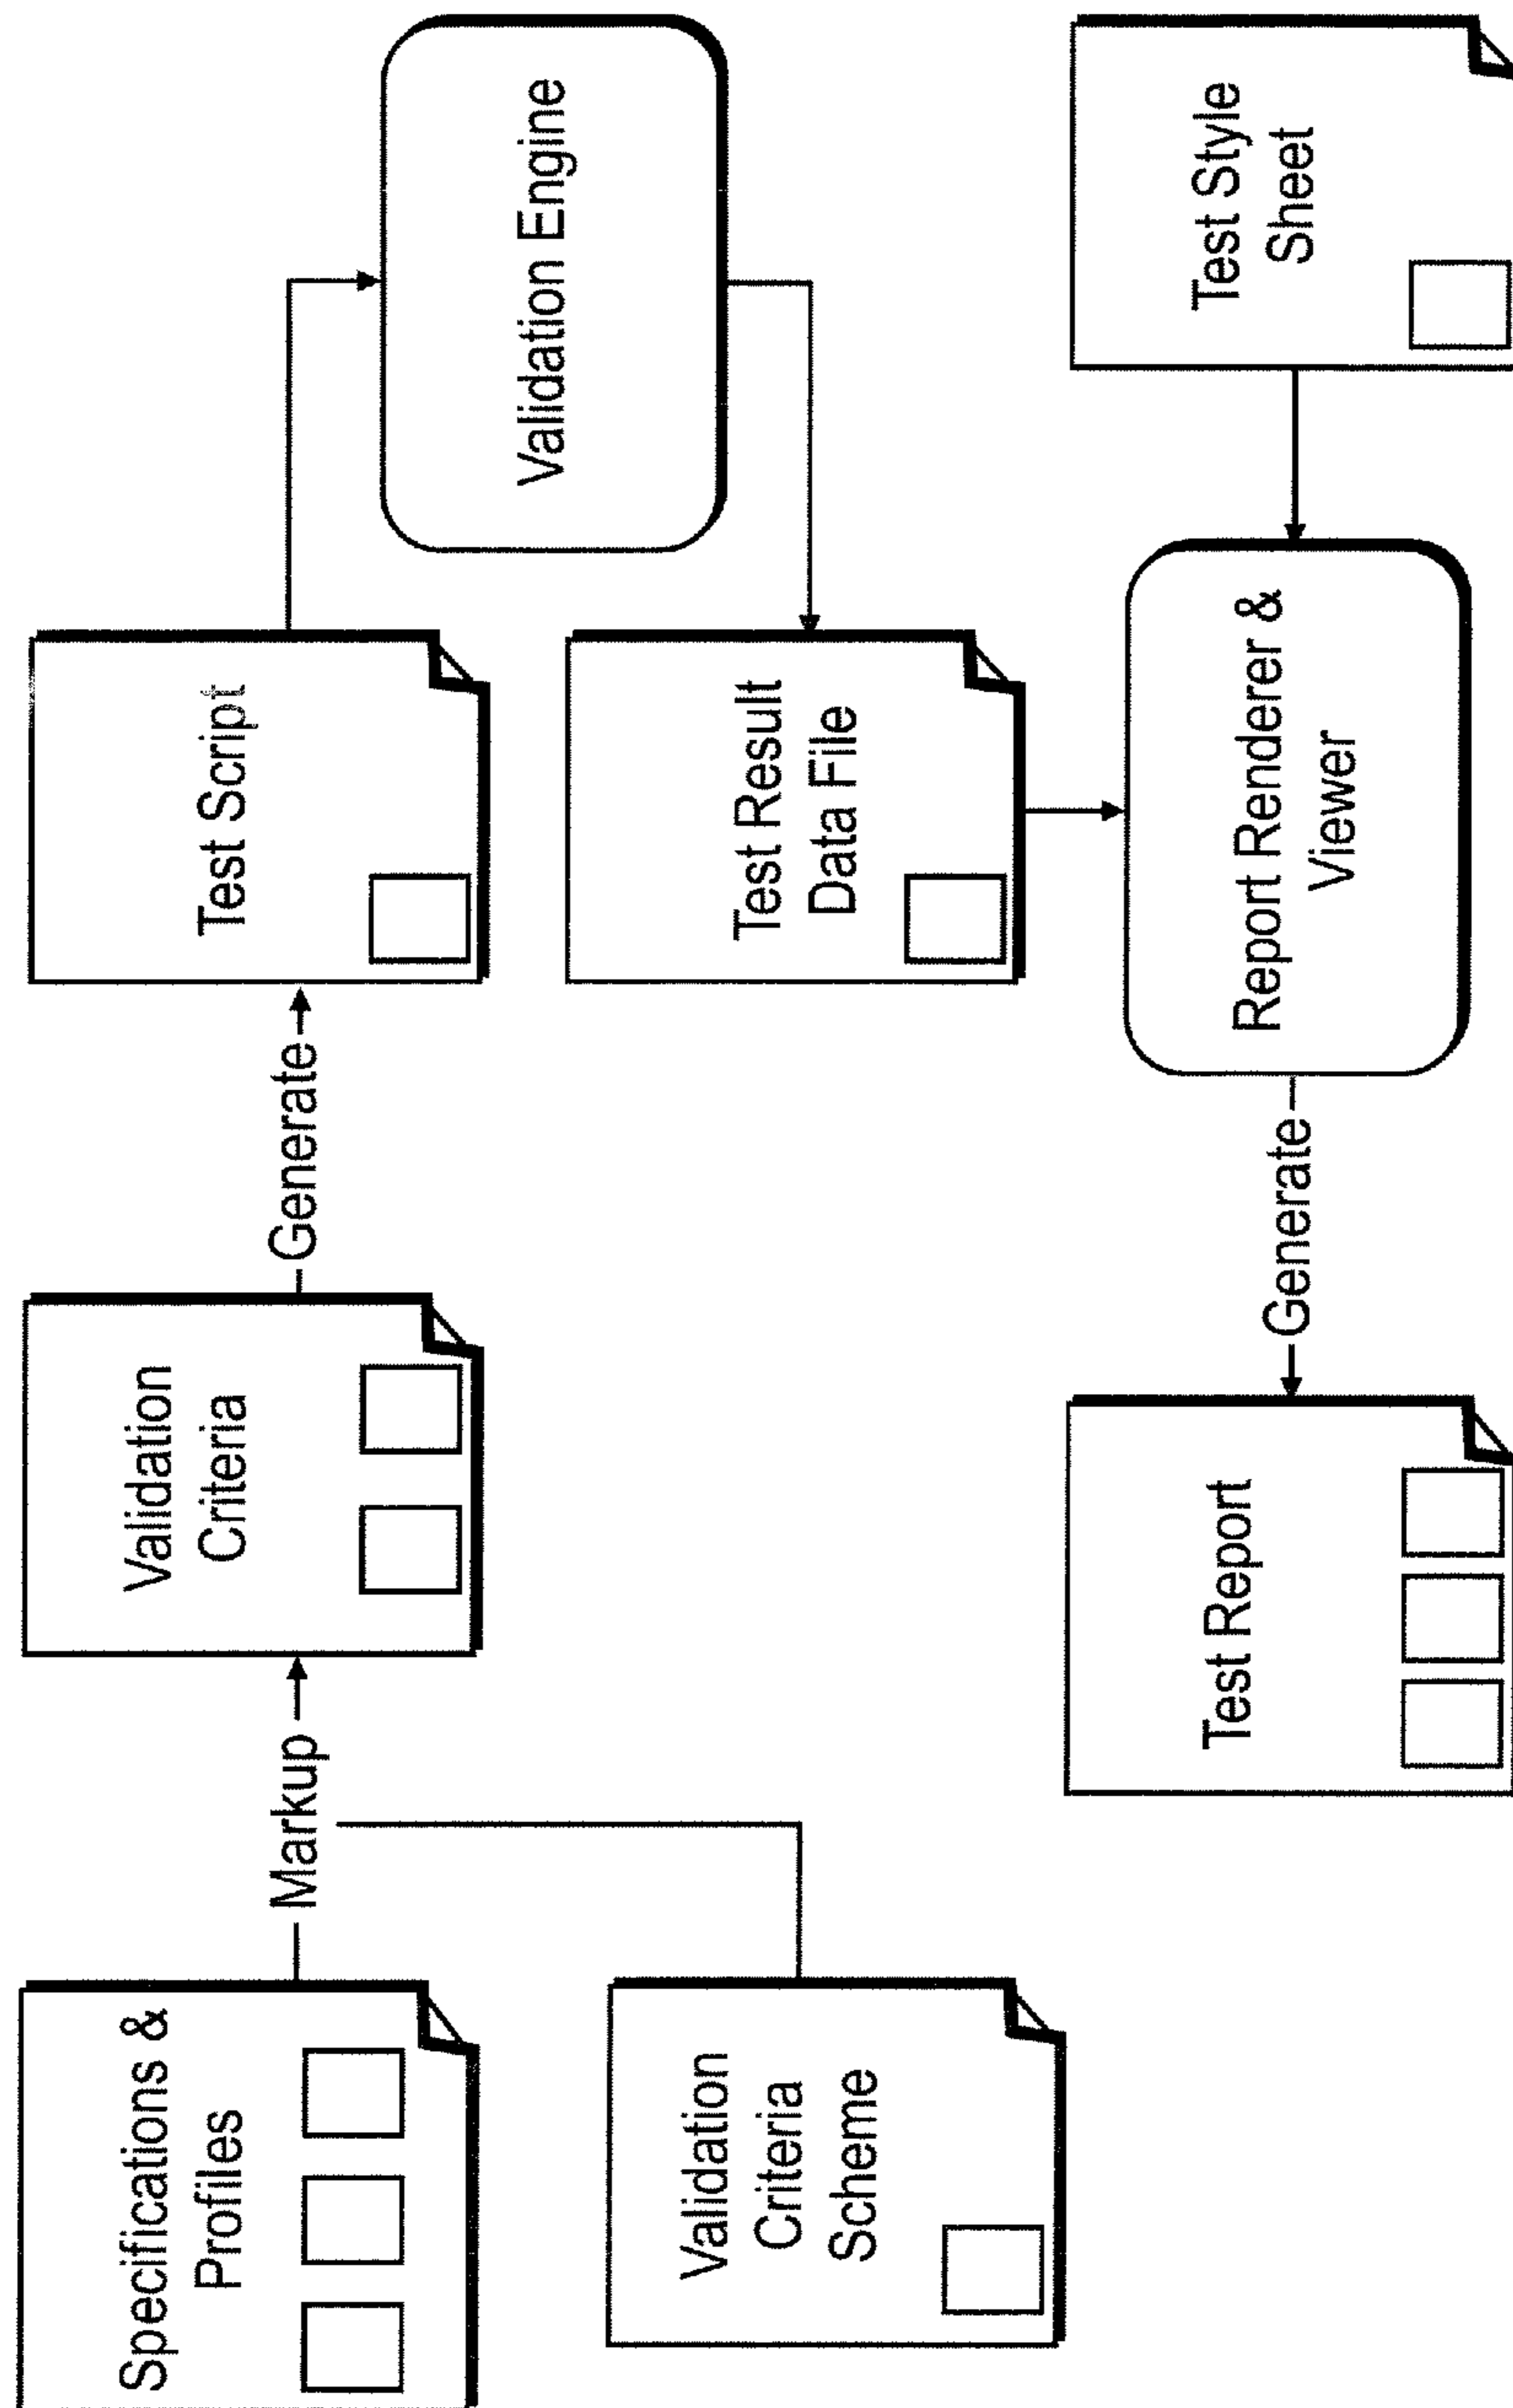 Specifications &
Profiles
Markup
Validation
Criteria
Generate
Test Script
Validation Engine
Validation
Criteria
Scheme
Test Result
Data File
Test Report
Generate
Report Renderer &
Viewer
Test Style
Sheet